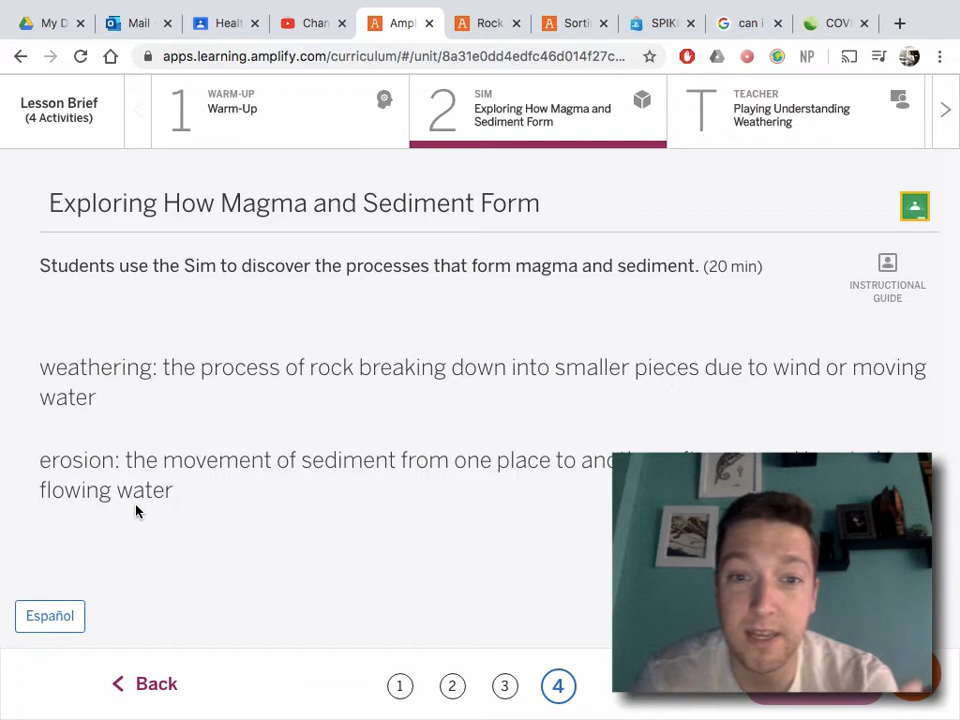 My D
Mail
Healt
Chan
Ampl
Rock
Sorti
SPIK
can i
COV
apps.learning.amplify.com/curriculum/#/unit/8a31e0dd4edfc46d014f27c...
NP
Lesson Brief
(4 Activities)
1
WARM-UP
Warm-Up
2
SIM
Exploring How Magma and
Sediment Form
T
TEACHER
Playing Understanding
Weathering
Exploring How Magma and Sediment Form
Students use the Sim to discover the processes that form magma and sediment. (20 min)
INSTRUCTIONAL
GUIDE
weathering: the process of rock breaking down into smaller pieces due to wind or moving
water
erosion: the movement of sediment from one place to
flowing water
Español
Back
1 2 3 4